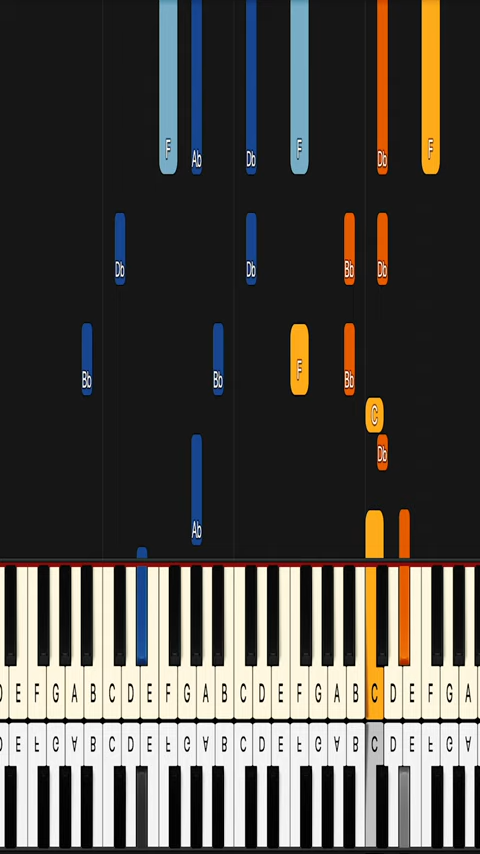 F Ab Db F Db F
Db Db Bb Db
Bb Bb F Bb
C
Db
Ab
D E F G A B C D E F G A B C D E F G A B C D E F G A
D E F G A B C D E F G A B C D E F G A B C D E F G A